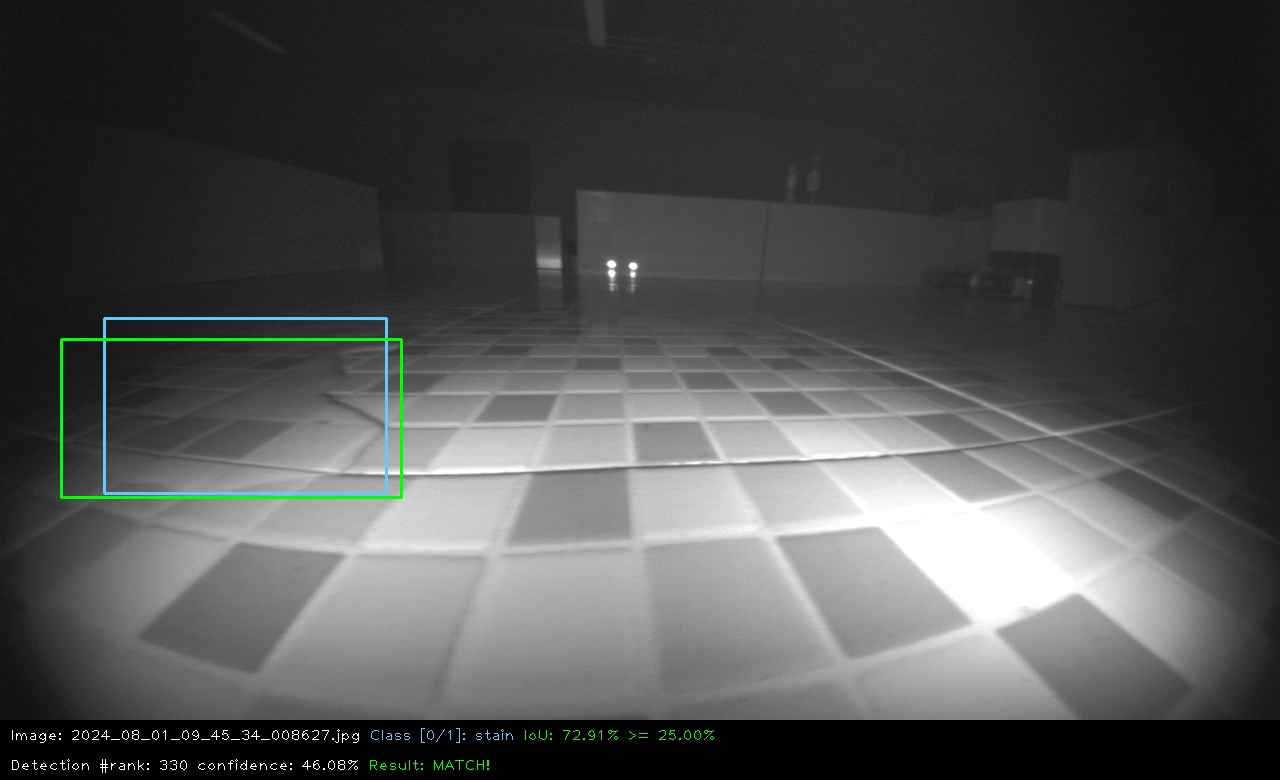 Image: 2024_08_01_09_45_34_008627.jpg Class [0/1]: stain IoU: 72.91% >= 25.00%
Detection #rank: 330 confidence: 46.08% Result: MATCH!